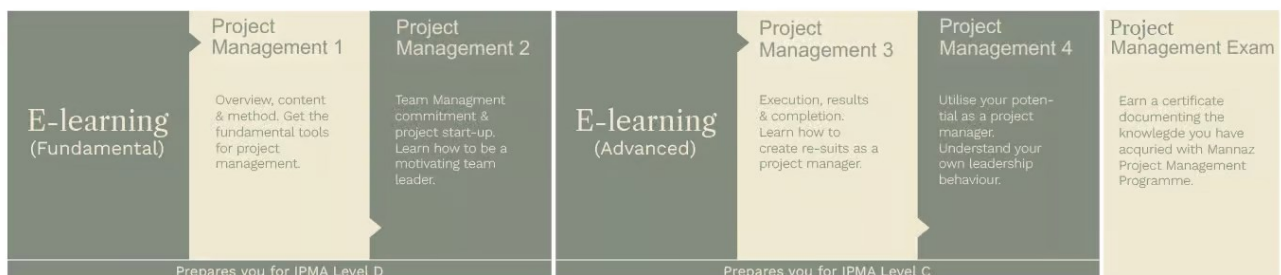 E-learning
(Fundamental)
Project
Management 1
Overview, content
& method. Get the
fundamental tools
for project
management.
Project
Management 2
Team Managment
commitment &
project start-up.
Learn how to be a
motivating team
leader.
Prepares you for IPMA Level D
E-learning
(Advanced)
Project
Management 3
Execution, results
& completion.
Learn how to
create re-suits as a
project manager.
Project
Management 4
Utilise your poten-
tial as a project
manager.
Understand your
own leadership
behaviour.
Prepares you for IPMA Level C
Project
Management Exam
Earn a certificate
documenting the
knowlegde you have
acquried with Mannaz
Project Management
Programme.